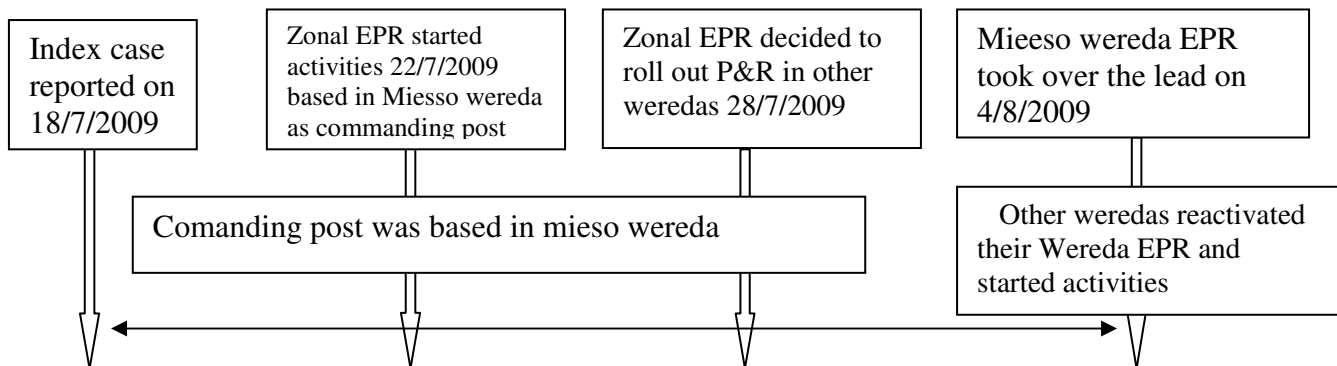 Index case
reported on
18/7/2009
Zonal EPR started
activities 22/7/2009
based in Miesso wereda
as commanding post
Zonal EPR decided to
roll out P&R in other
weredas 28/7/2009
Mieeso wereda EPR
took over the lead on
4/8/2009
Comanding post was based in mieso wereda
Other weredas reactivated
their Wereda EPR and
started activities